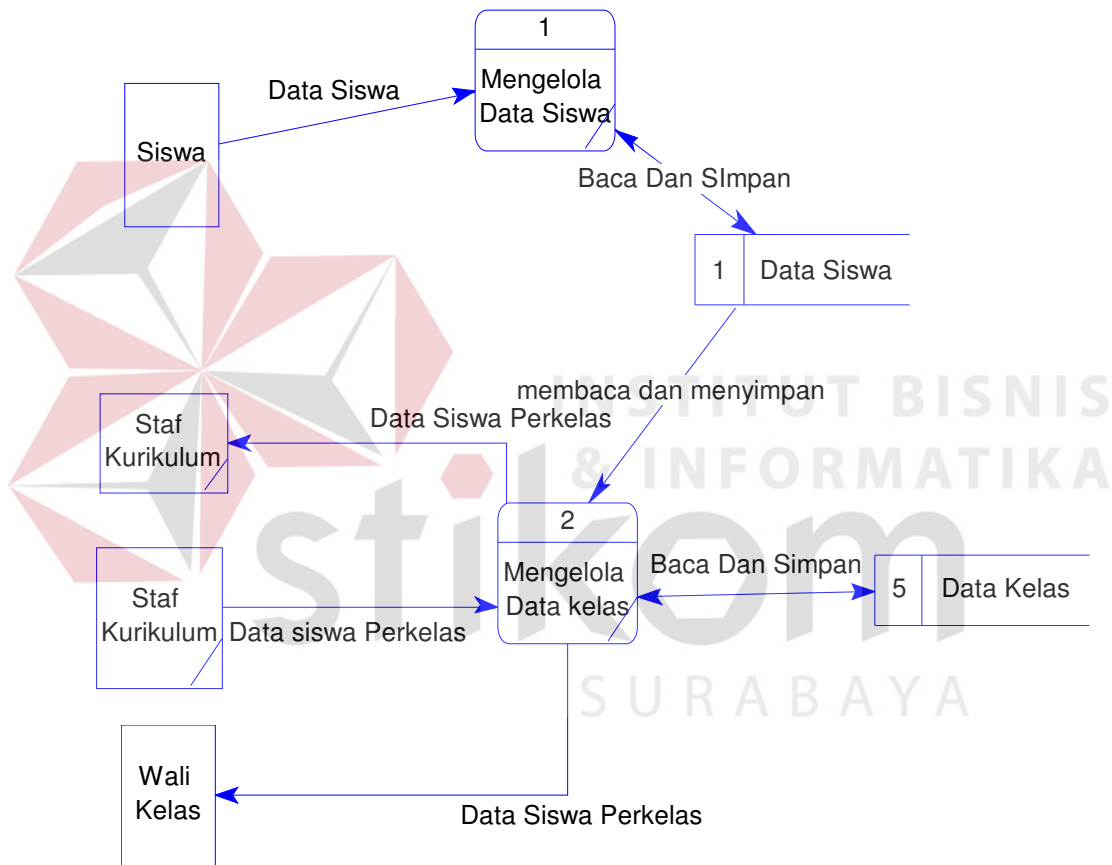 1
Mengelola
Data Siswa
Data Siswa
Siswa
Baca Dan SImpan
1 Data Siswa
membaca dan menyimpan
Data Siswa Perkelas
Staf
Kurikulum
2
Mengelola
Data kelas
Baca Dan Simpan
5 Data Kelas
Staf
Kurikulum
Data siswa Perkelas
Wali
Kelas
Data Siswa Perkelas
INSTITUT BISNIS
& INFORMATIKA
stikom
SURABAYA